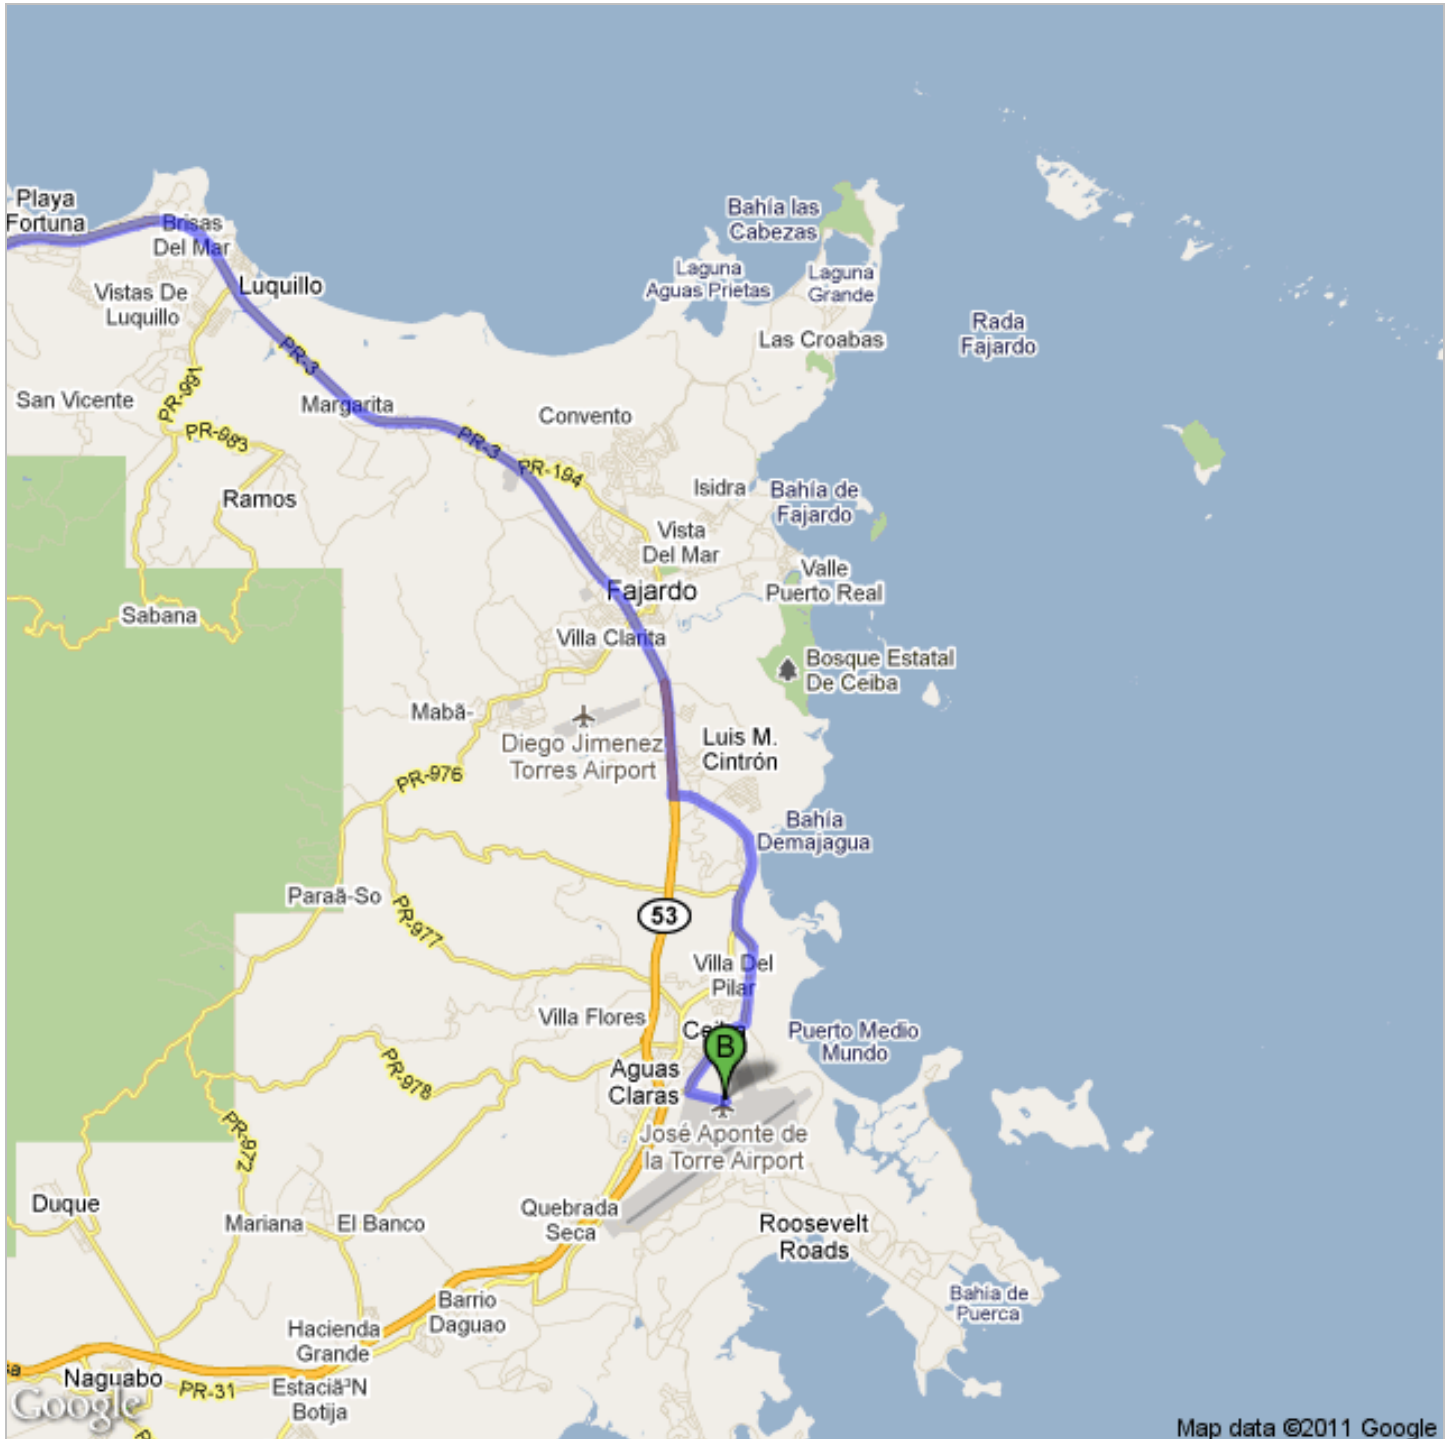 Playa
Fortuna
Brisas
Del Mar
Bahía las
Cabezas
Laguna
Aguas Prietas
Laguna
Grande
Luquillo
Vistas De
Luquillo
Las Croabas
Rada
Fajardo
PR-3
PR-991
San Vicente
Margarita
Convento
PR-983
PR-3
PR-194
Ramos
Isidra
Bahía de
Fajardo
Vista
Del Mar
Valle
Puerto Real
Fajardo
Sabana
Villa Clarita
Bosque Estatal
De Ceiba
Mabã-
Diego Jimenez
Torres Airport
Luis M.
Cintrón
PR-976
Bahía
Demajagua
Paraã-So
PR-977
53
Villa Del
Pilar
Villa Flores
Ceiba
Puerto Medio
Mundo
B
PR-978
Aguas
Claras
PR-972
José Aponte de
la Torre Airport
Duque
Mariana
El Banco
Quebrada
Seca
Roosevelt
Roads
Bahía de
Puerca
Barrio
Daguao
Hacienda
Grande
Naguabo
PR-31
Estaciã³N
Botija
Google
Map data ©2011 Google